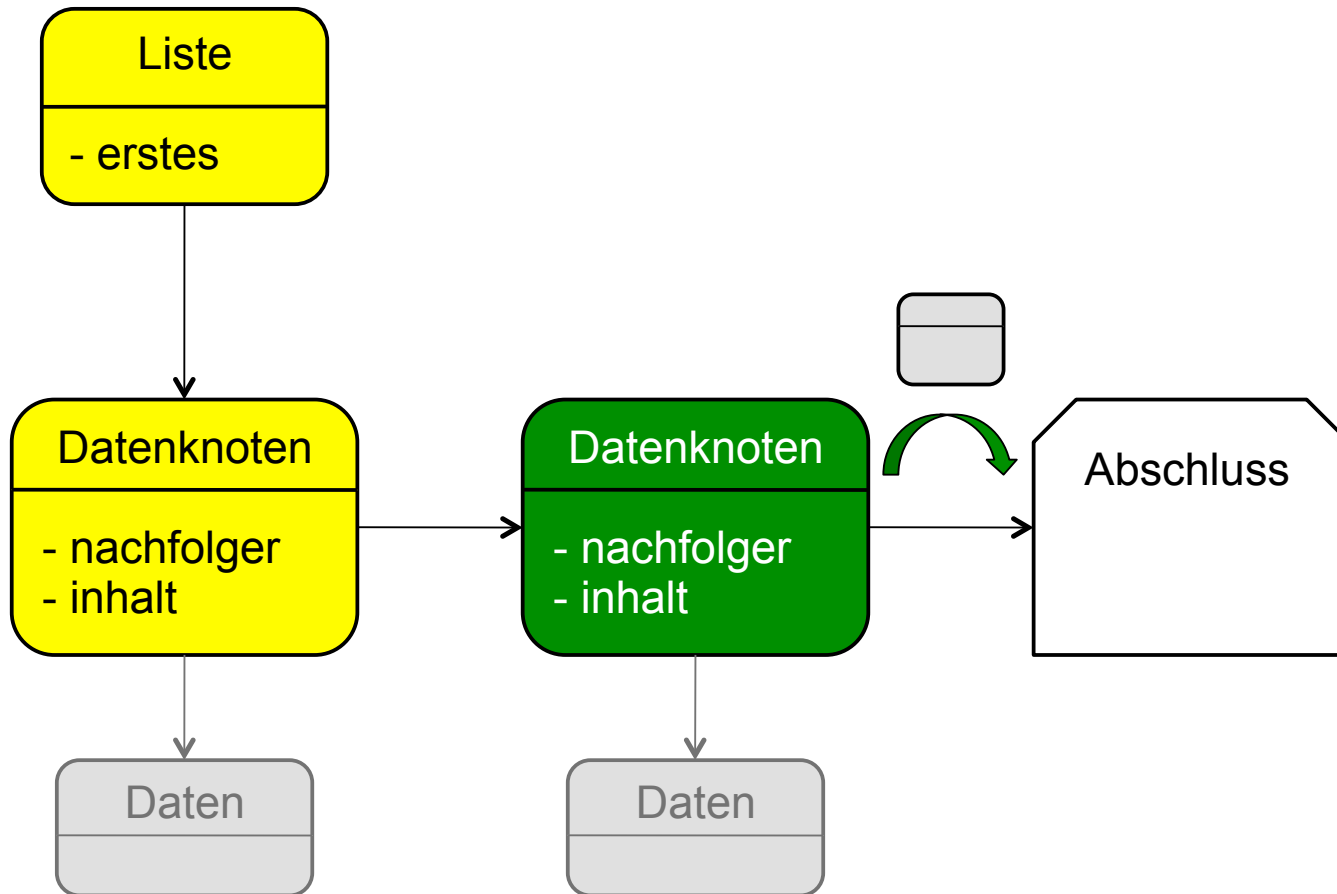 Liste
- erstes
Datenknoten
- nachfolger
- inhalt
Datenknoten
- nachfolger
- inhalt
Abschluss
Daten
Daten